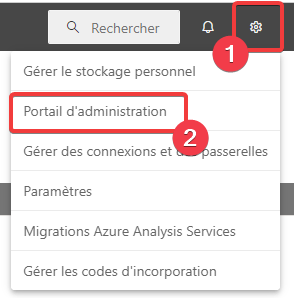 Rechercher
1
Gérer le stockage personnel
Portail d'administration
2
Gérer des connexions et des passerelles
Paramètres
Migrations Azure Analysis Services
Gérer les codes d'incorporation